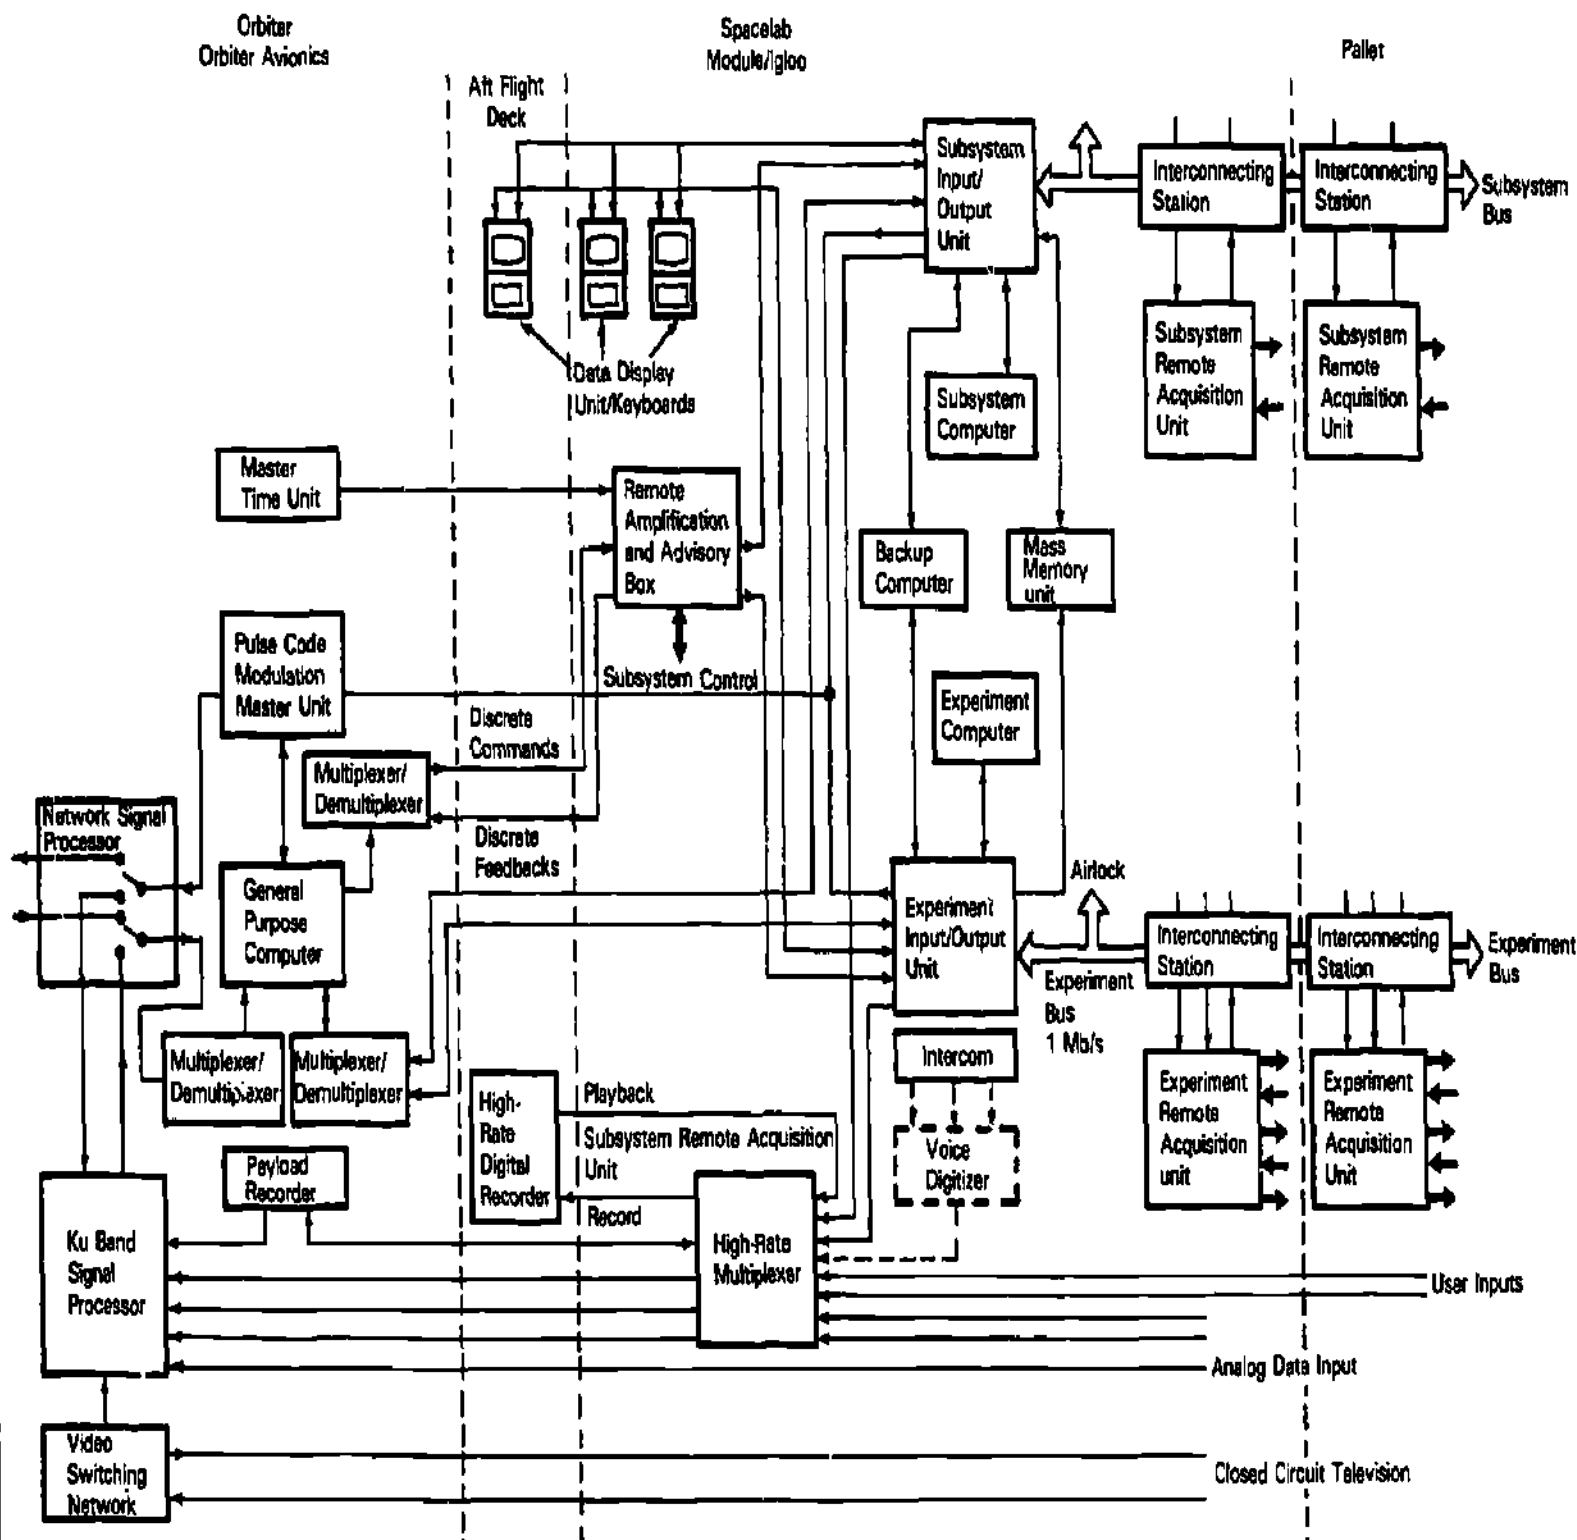 Orbiter
Orbiter Avionics
Spacelab
Module/Igloo
Pallet
Aft Flight
Deck
Subsystem
Input/
Output
Unit
Interconnecting
Station
Interconnecting
Station
Subsystem
Bus
Data Display
Unit/Keyboards
Subsystem
Computer
Subsystem
Remote
Acquisition
Unit
Subsystem
Remote
Acquisition
Unit
Master
Time Unit
Remote
Amplification
and Advisory
Box
Backup
Computer
Mass
Memory
unit
Pulse Code
Modulation
Master Unit
Subsystem Control
Experiment
Computer
Discrete
Commands
Multiplexer/
Demultiplexer
Network Signal
Processor
Discrete
Feedbacks
General
Purpose
Computer
Experiment
Input/Output
Unit
Airlock
Interconnecting
Station
Interconnecting
Station
Experiment
Bus
Experiment
Bus
1 Mb/s
Multiplexer/
Demultiplexer
Multiplexer/
Demultiplexer
Intercom
High-
Rate
Digital
Recorder
Playback
Subsystem Remote Acquisition
Unit
Record
Voice
Digitizer
Experiment
Remote
Acquisition
unit
Experiment
Remote
Acquisition
Unit
Payload
Recorder
Ku Band
Signal
Processor
High-Rate
Multiplexer
User Inputs
Analog Data Input
Video
Switching
Network
Closed Circuit Television